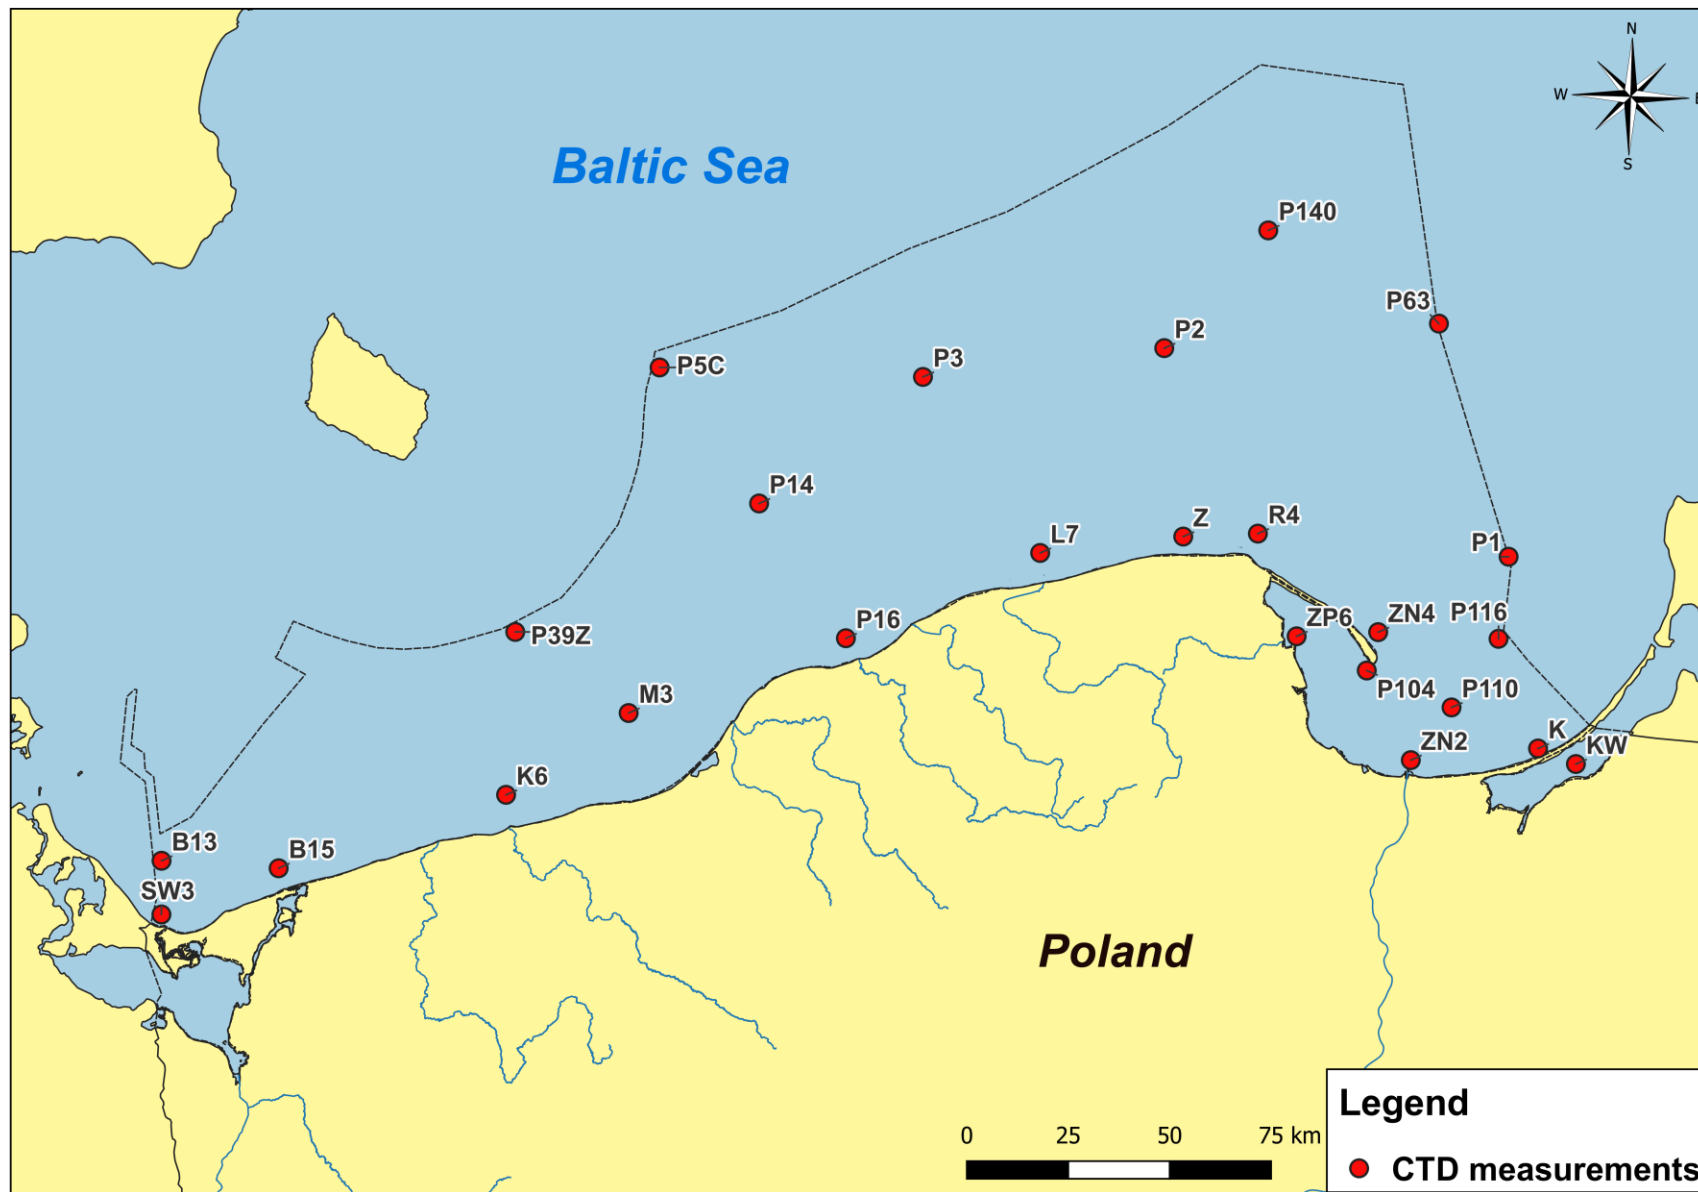 N
W
E
S
Baltic Sea
P140
P63
P2
P3
P5C
P14
Z
R4
L7
P1
P39Z
P16
ZP6
ZN4
P116
M3
P104
P110
K
KW
ZN2
K6
B13
B15
SW3
Poland
0 25 50 75 km
Legend
CTD measurements